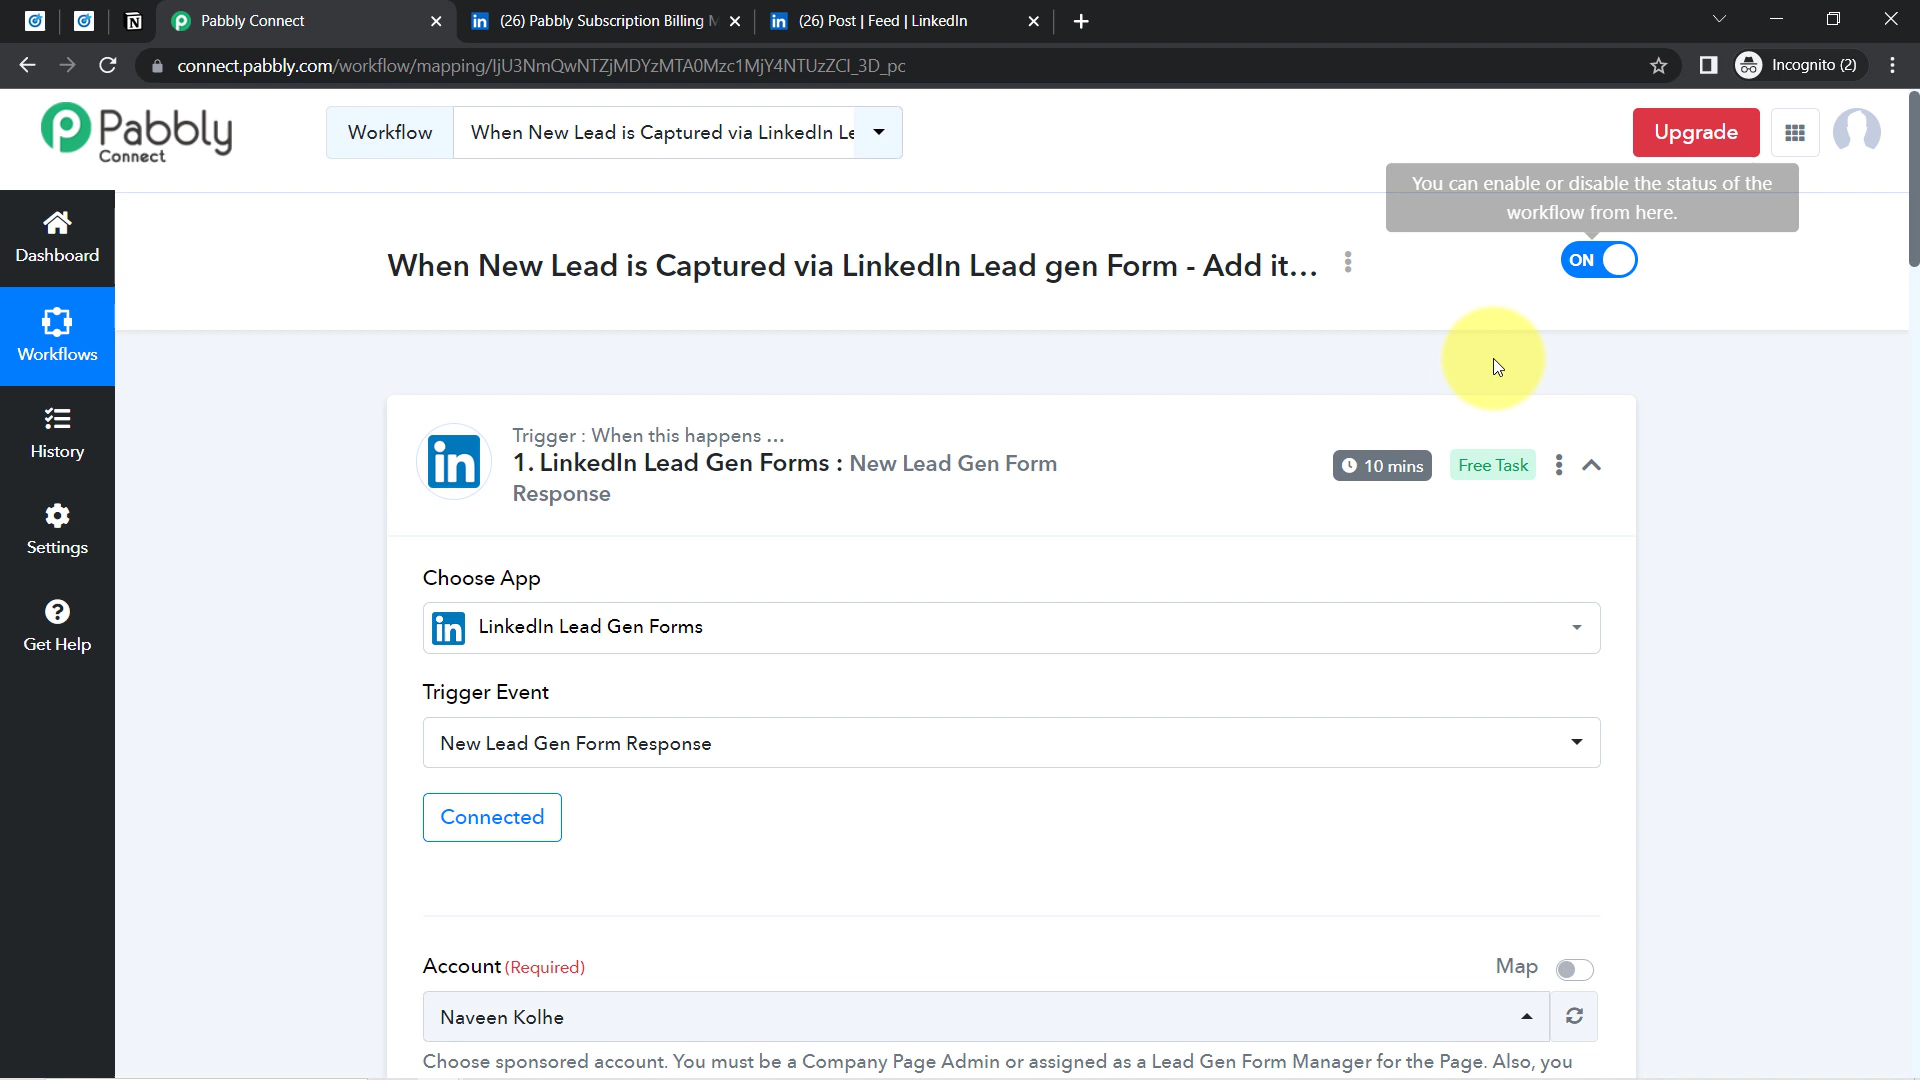 Pabbly Connect
(26) Pabbly Subscription Billing
(26) Post | Feed | LinkedIn
connect.pabbly.com/workflow/mapping/IjU3NmQwNTZjMDYzMTA0Mzc1MjY4NTUzZCI_3D_pc
Incognito (2)
Pabbly
Connect
Workflow
When New Lead is Captured via LinkedIn Le
Upgrade
You can enable or disable the status of the
workflow from here.
Dashboard
When New Lead is Captured via LinkedIn Lead gen Form - Add it...
ON
Workflows
History
Settings
Get Help
Trigger : When this happens ...
1. LinkedIn Lead Gen Forms : New Lead Gen Form
Response
10 mins
Free Task
Choose App
LinkedIn Lead Gen Forms
Trigger Event
New Lead Gen Form Response
Connected
Account (Required)
Map
Naveen Kolhe
Choose sponsored account. You must be a Company Page Admin or assigned as a Lead Gen Form Manager for the Page. Also, you